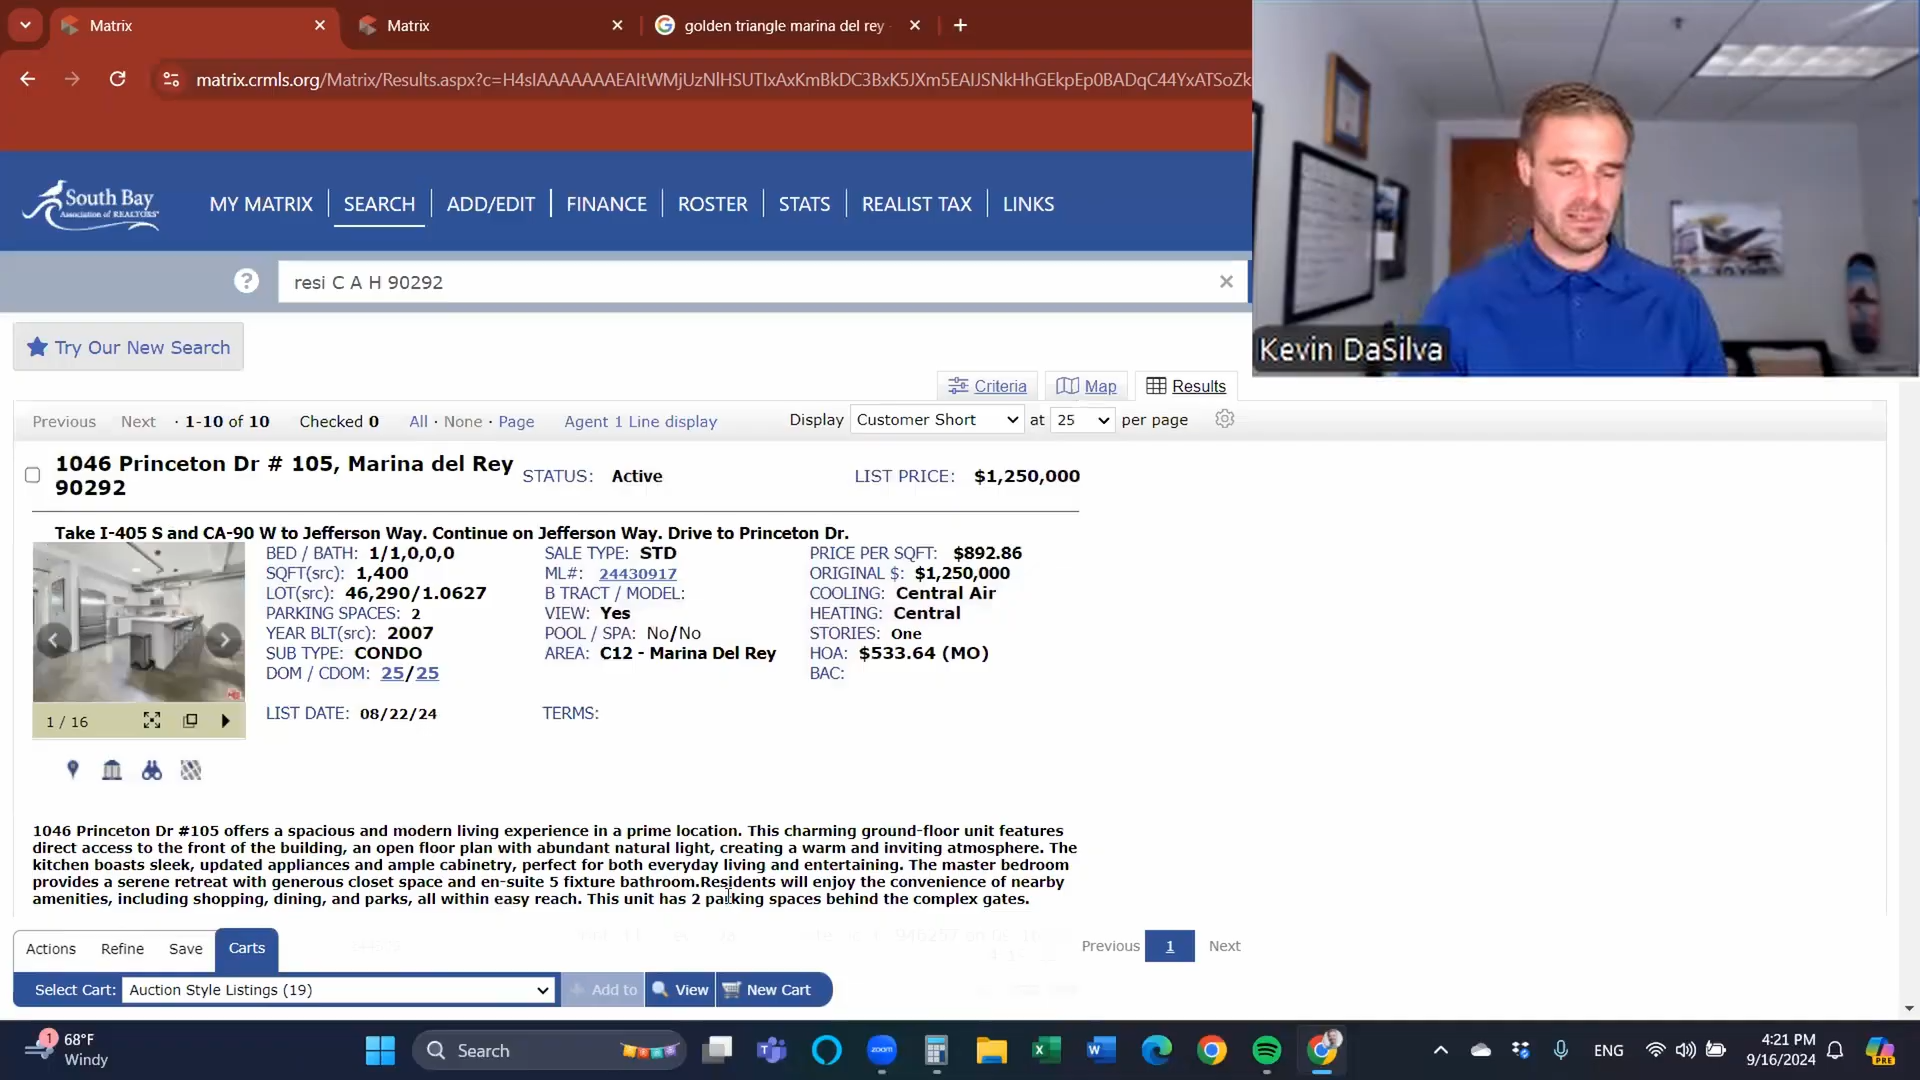 Matrix
Matrix
golden triangle marina del rey
matrix.crmls.org/Matrix/Results.aspx?c=H4sIAAAAAAAEAItWMjUzNlHSUTIxAxKmBkDC3BxK5JXm5EAIJSNkHhGEkpEp0BADqC44YxATSoZk
South Bay
Association of REALTORS®
MY MATRIX
SEARCH
ADD/EDIT
FINANCE
ROSTER
STATS
REALIST TAX
LINKS
?
resi C A H 90292
Kevin DaSilva
Try Our New Search
Criteria
Map
Results
Previous Next · 1-10 of 10 Checked 0 All · None · Page Agent 1 Line display Display Customer Short at 25 per page
1046 Princeton Dr # 105, Marina del Rey
90292
STATUS: Active
LIST PRICE: $1,250,000
Take I-405 S and CA-90 W to Jefferson Way. Continue on Jefferson Way. Drive to Princeton Dr.
BED / BATH: 1/1,0,0,0
SQFT(src): 1,400
LOT(src): 46,290/1.0627
PARKING SPACES: 2
YEAR BLT(src): 2007
SUB TYPE: CONDO
DOM / CDOM: 25/25
LIST DATE: 08/22/24
SALE TYPE: STD
ML#: 24430917
B TRACT / MODEL:
VIEW: Yes
POOL / SPA: No/No
AREA: C12 - Marina Del Rey
TERMS:
PRICE PER SQFT: $892.86
ORIGINAL $: $1,250,000
COOLING: Central Air
HEATING: Central
STORIES: One
HOA: $533.64 (MO)
BAC:
1 / 16
1046 Princeton Dr #105 offers a spacious and modern living experience in a prime location. This charming ground-floor unit features
direct access to the front of the building, an open floor plan with abundant natural light, creating a warm and inviting atmosphere. The
kitchen boasts sleek, updated appliances and ample cabinetry, perfect for both everyday living and entertaining. The master bedroom
provides a serene retreat with generous closet space and en-suite 5 fixture bathroom.Residents will enjoy the convenience of nearby
amenities, including shopping, dining, and parks, all within easy reach. This unit has 2 parking spaces behind the complex gates.
Actions
Refine
Save
Carts
Previous 1 Next
Select Cart: Auction Style Listings (19) Add to View New Cart
1
68°F
Windy
Search
zoom
ENG
4:21 PM
9/16/2024
PRE